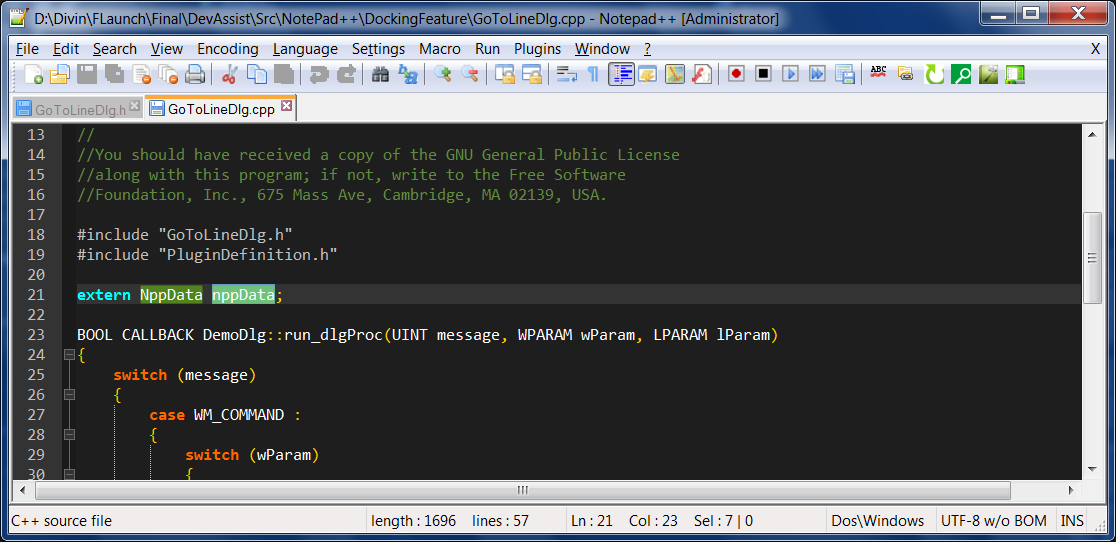 D:\Divin\FLaunch\Final\DevAssist\Src\NotePad++\DockingFeature\GoToLineDlg.cpp - Notepad++ [Administrator]
File Edit Search View Encoding Language Settings Macro Run Plugins Window ? X
ABC
GoToLineDlg.h GoToLineDlg.cpp
13 //
14 //You should have received a copy of the GNU General Public License
15 //along with this program; if not, write to the Free Software
16 //Foundation, Inc., 675 Mass Ave, Cambridge, MA 02139, USA.
17
18 #include "GoToLineDlg.h"
19 #include "PluginDefinition.h"
20
21 extern NppData nppData;
22
23 BOOL CALLBACK DemoDlg::run_dlgProc(UINT message, WPARAM wParam, LPARAM lParam)
24 {
25 switch (message)
26 {
27 case WM_COMMAND :
28 {
29 switch (wParam)
30 {
C++ source file length : 1696 lines : 57 Ln : 21 Col : 23 Sel : 7 | 0 Dos\Windows UTF-8 w/o BOM INS